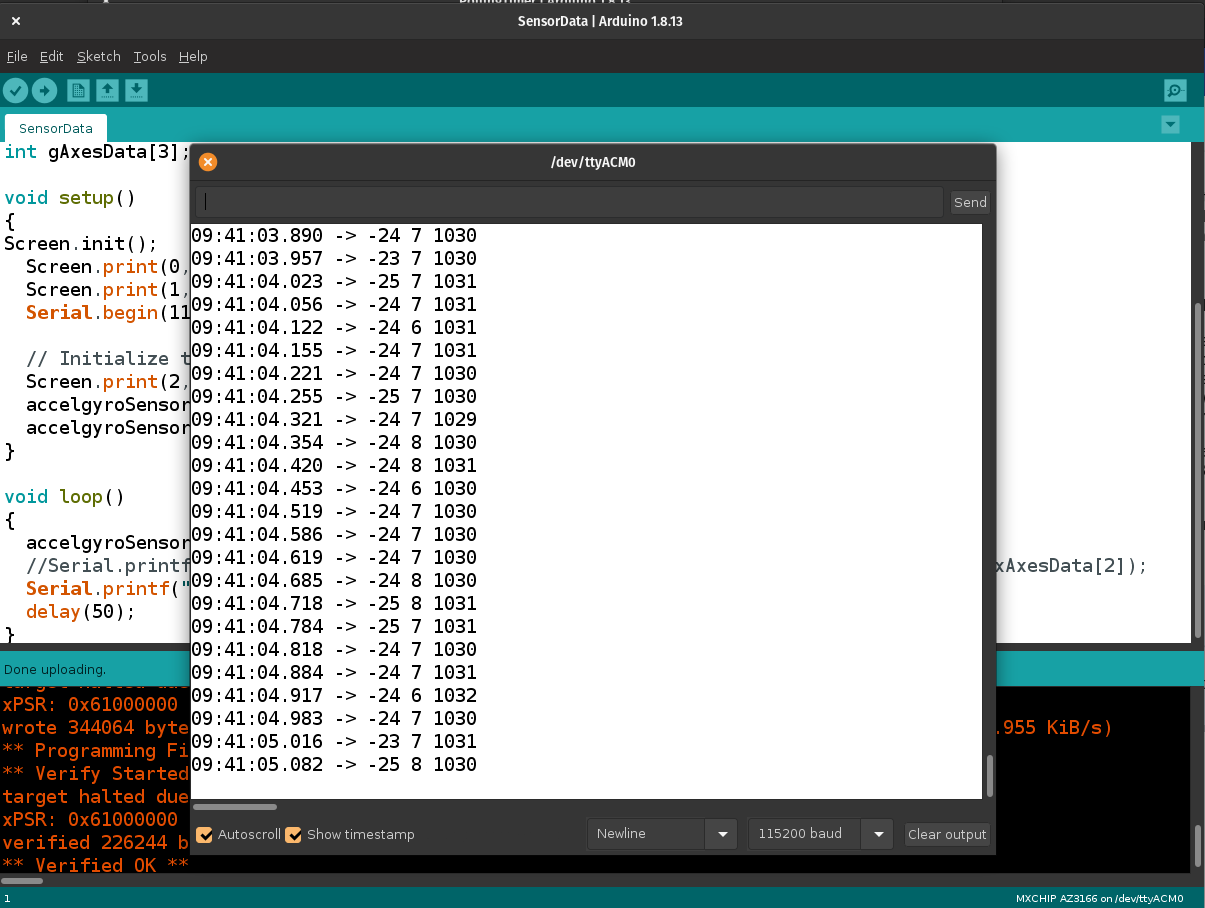 SensorData | Arduino 1.8.13
File Edit Sketch Tools Help
SensorData
int gAxesData[3];
void setup()
{
Screen.init();
Screen.print(0,
Screen.print(1,
Serial.begin(11
// Initialize t
Screen.print(2,
accelgyroSensor
accelgyroSensor
}
void loop()
{
accelgyroSensor
//Serial.printf
xAxesData[2]);
Serial.printf("
delay(50);
}
/dev/ttyACM0
Send
09:41:03.890 -> -24 7 1030
09:41:03.957 -> -23 7 1030
09:41:04.023 -> -25 7 1031
09:41:04.056 -> -24 7 1031
09:41:04.122 -> -24 6 1031
09:41:04.155 -> -24 7 1031
09:41:04.221 -> -24 7 1030
09:41:04.255 -> -25 7 1030
09:41:04.321 -> -24 7 1029
09:41:04.354 -> -24 8 1030
09:41:04.420 -> -24 8 1031
09:41:04.453 -> -24 6 1030
09:41:04.519 -> -24 7 1030
09:41:04.586 -> -24 7 1030
09:41:04.619 -> -24 7 1030
09:41:04.685 -> -24 8 1030
09:41:04.718 -> -25 8 1031
09:41:04.784 -> -25 7 1031
09:41:04.818 -> -24 7 1030
09:41:04.884 -> -24 7 1031
09:41:04.917 -> -24 6 1032
09:41:04.983 -> -24 7 1030
09:41:05.016 -> -23 7 1031
09:41:05.082 -> -25 8 1030
Autoscroll Show timestamp Newline 115200 baud Clear output
Done uploading.
xPSR: 0x61000000
wrote 344064 byte
.955 KiB/s)
** Programming Fi
** Verify Started
target halted due
xPSR: 0x61000000
verified 226244 b
** Verified OK **
1
MXCHIP AZ3166 on /dev/ttyACM0